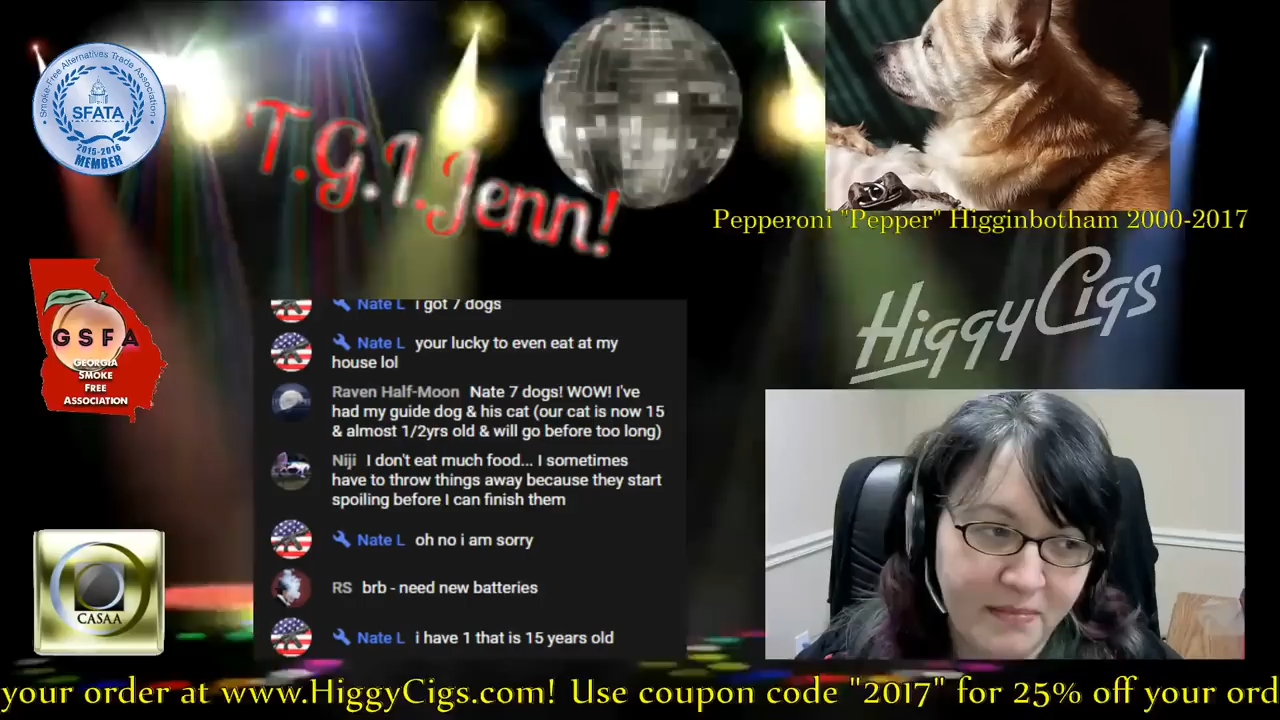 Smoke-Free Alternatives Trade Association
SFATA
2015-2016
MEMBER
T.G.I.Jenn!
Pepperoni "Pepper" Higginbotham 2000-2017
HiggyCigs
GSFA
GEORGIA
SMOKE
FREE
ASSOCIATION
CASAA
Nate L i got 7 dogs
Nate L your lucky to even eat at my
house lol
Raven Half-Moon Nate 7 dogs! WOW! I've
had my guide dog & his cat (our cat is now 15
& almost 1/2yrs old & will go before too long)
Niji I don't eat much food... I sometimes
have to throw things away because they start
spoiling before I can finish them
Nate L oh no i am sorry
RS brb - need new batteries
Nate L i have 1 that is 15 years old
your order at www.HiggyCigs.com! Use coupon code "2017" for 25% off your ord